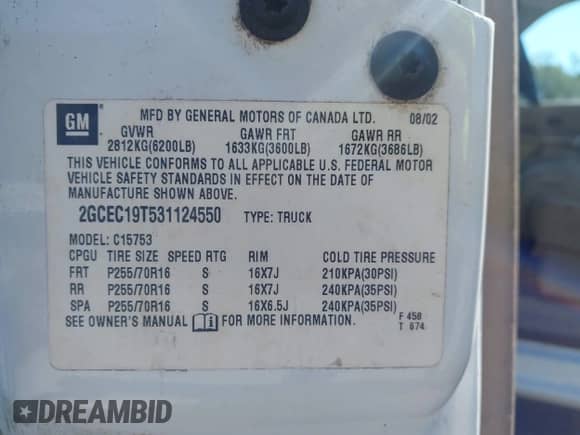 GM
MFD BY GENERAL MOTORS OF CANADA LTD. 08/02
GVWR GAWR FRT GAWR RR
2812KG(6200LB) 1633KG(3600LB) 1672KG(3686LB)
THIS VEHICLE CONFORMS TO ALL APPLICABLE U.S. FEDERAL MOTOR
VEHICLE SAFETY STANDARDS IN EFFECT ON THE DATE OF
MANUFACTURE SHOWN ABOVE.
2GCEC19T531124550 TYPE: TRUCK
MODEL: C15753
CPGU TIRE SIZE SPEED RTG RIM COLD TIRE PRESSURE
FRT P255/70R16 S 16X7J 210KPA(30PSI)
RR P255/70R16 S 16X7J 240KPA(35PSI)
SPA P255/70R16 S 16X6.5J 240KPA(35PSI)
SEE OWNER'S MANUAL FOR MORE INFORMATION.
F 458
T 674
DREAMBID